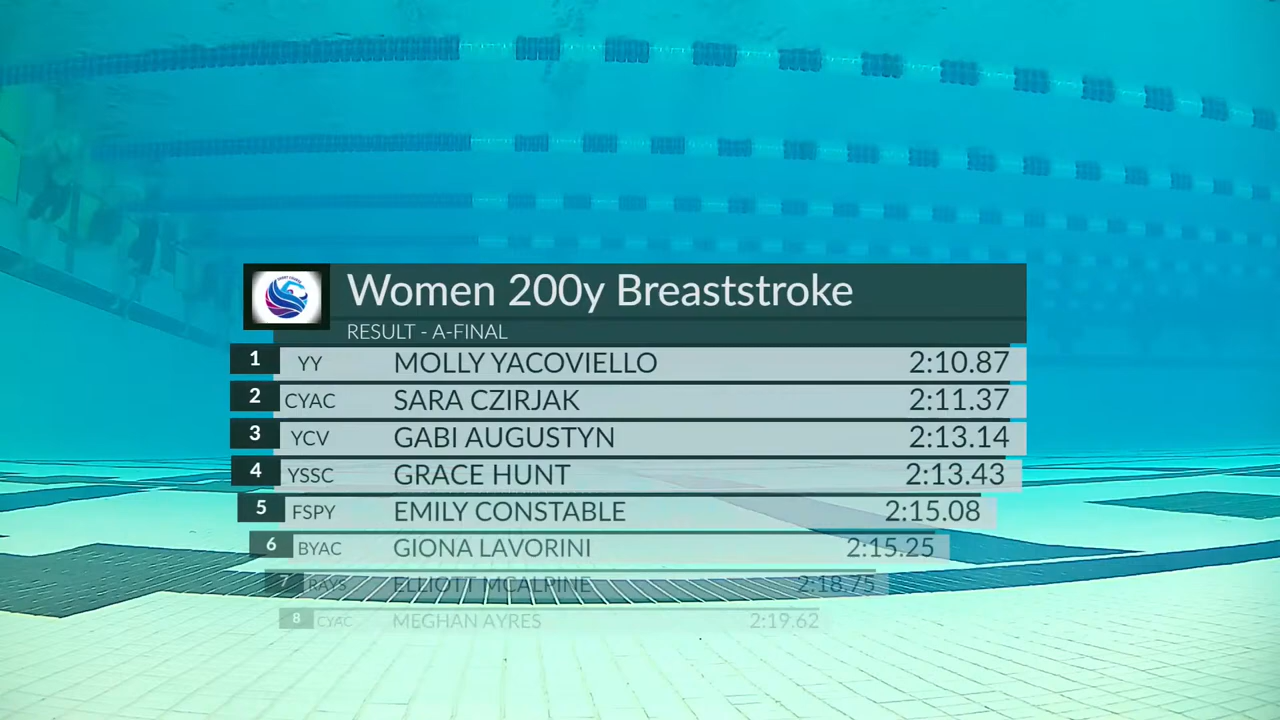 Women 200y Breaststroke
RESULT - A-FINAL
1 YY MOLLY YACOVIELLO 2:10.87
2 CYAC SARA CZIRJAK 2:11.37
3 YCV GABI AUGUSTYN 2:13.14
4 YSSC GRACE HUNT 2:13.43
5 FSPY EMILY CONSTABLE 2:15.08
6 BYAC GIONA LAVORINI 2:15.25
7 RAYS ELLIOTT MCALPINE 2:18.75
8 CYAC MEGHAN AYRES 2:19.62